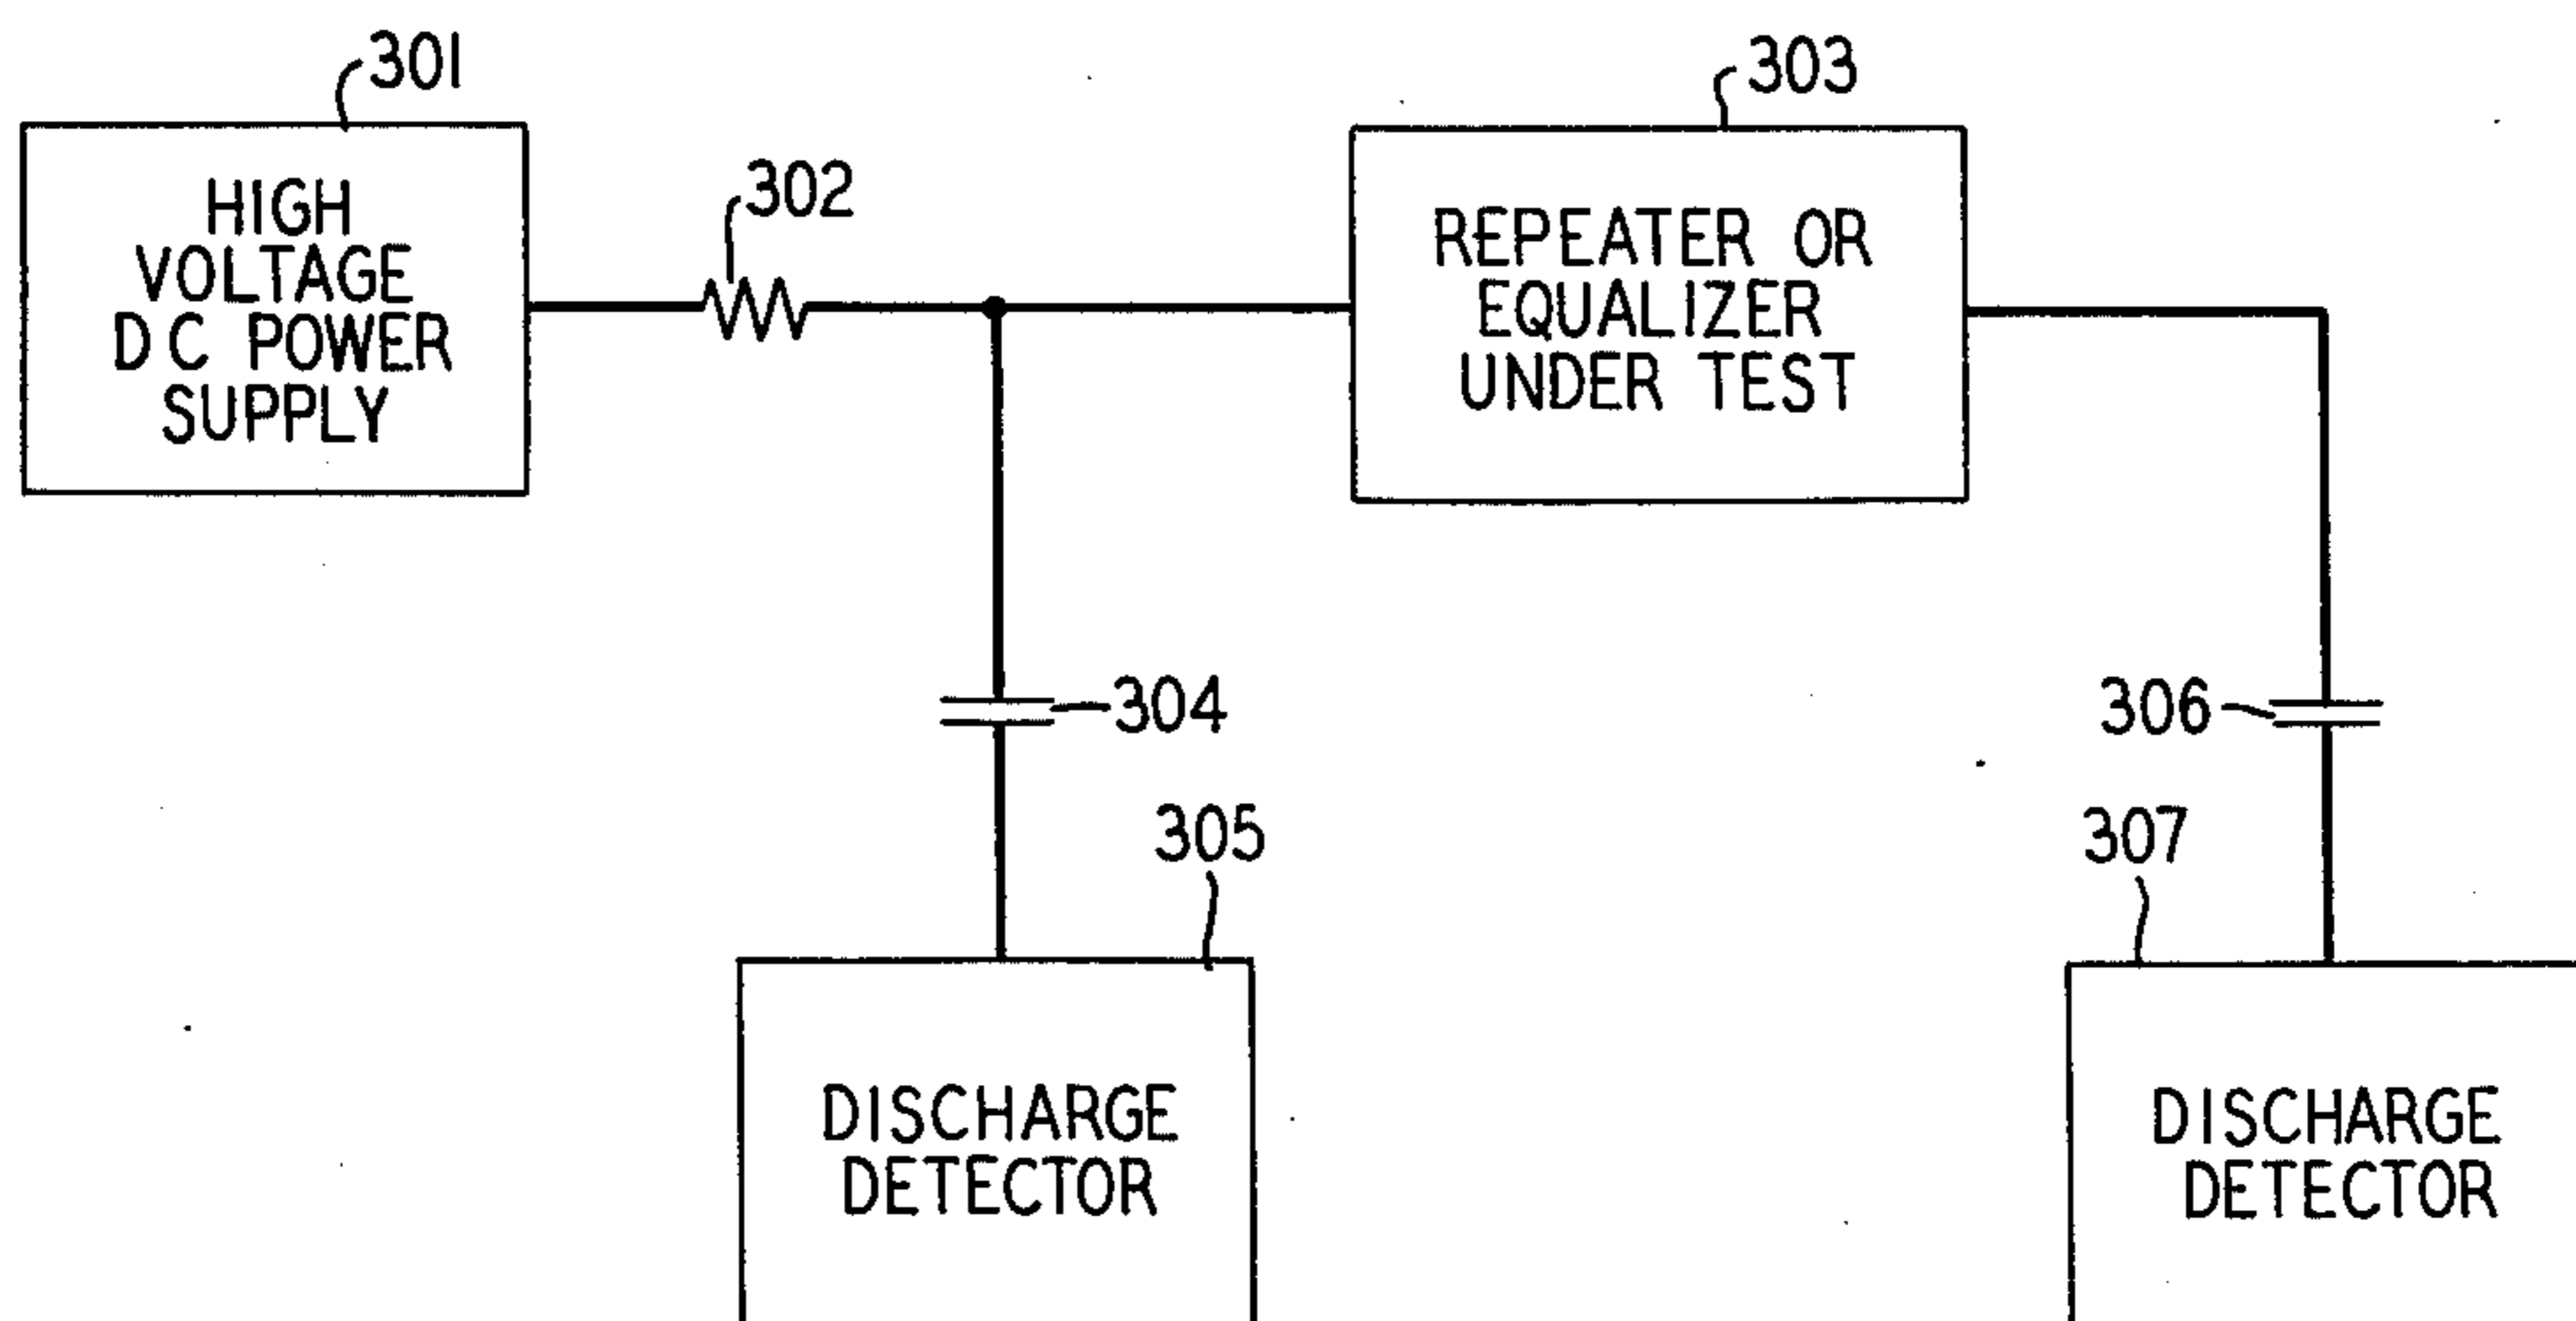 301
303
302
HIGH
VOLTAGE
DC POWER
SUPPLY
REPEATER OR
EQUALIZER
UNDER TEST
304
306
305
307
DISCHARGE
DETECTOR
DISCHARGE
DETECTOR